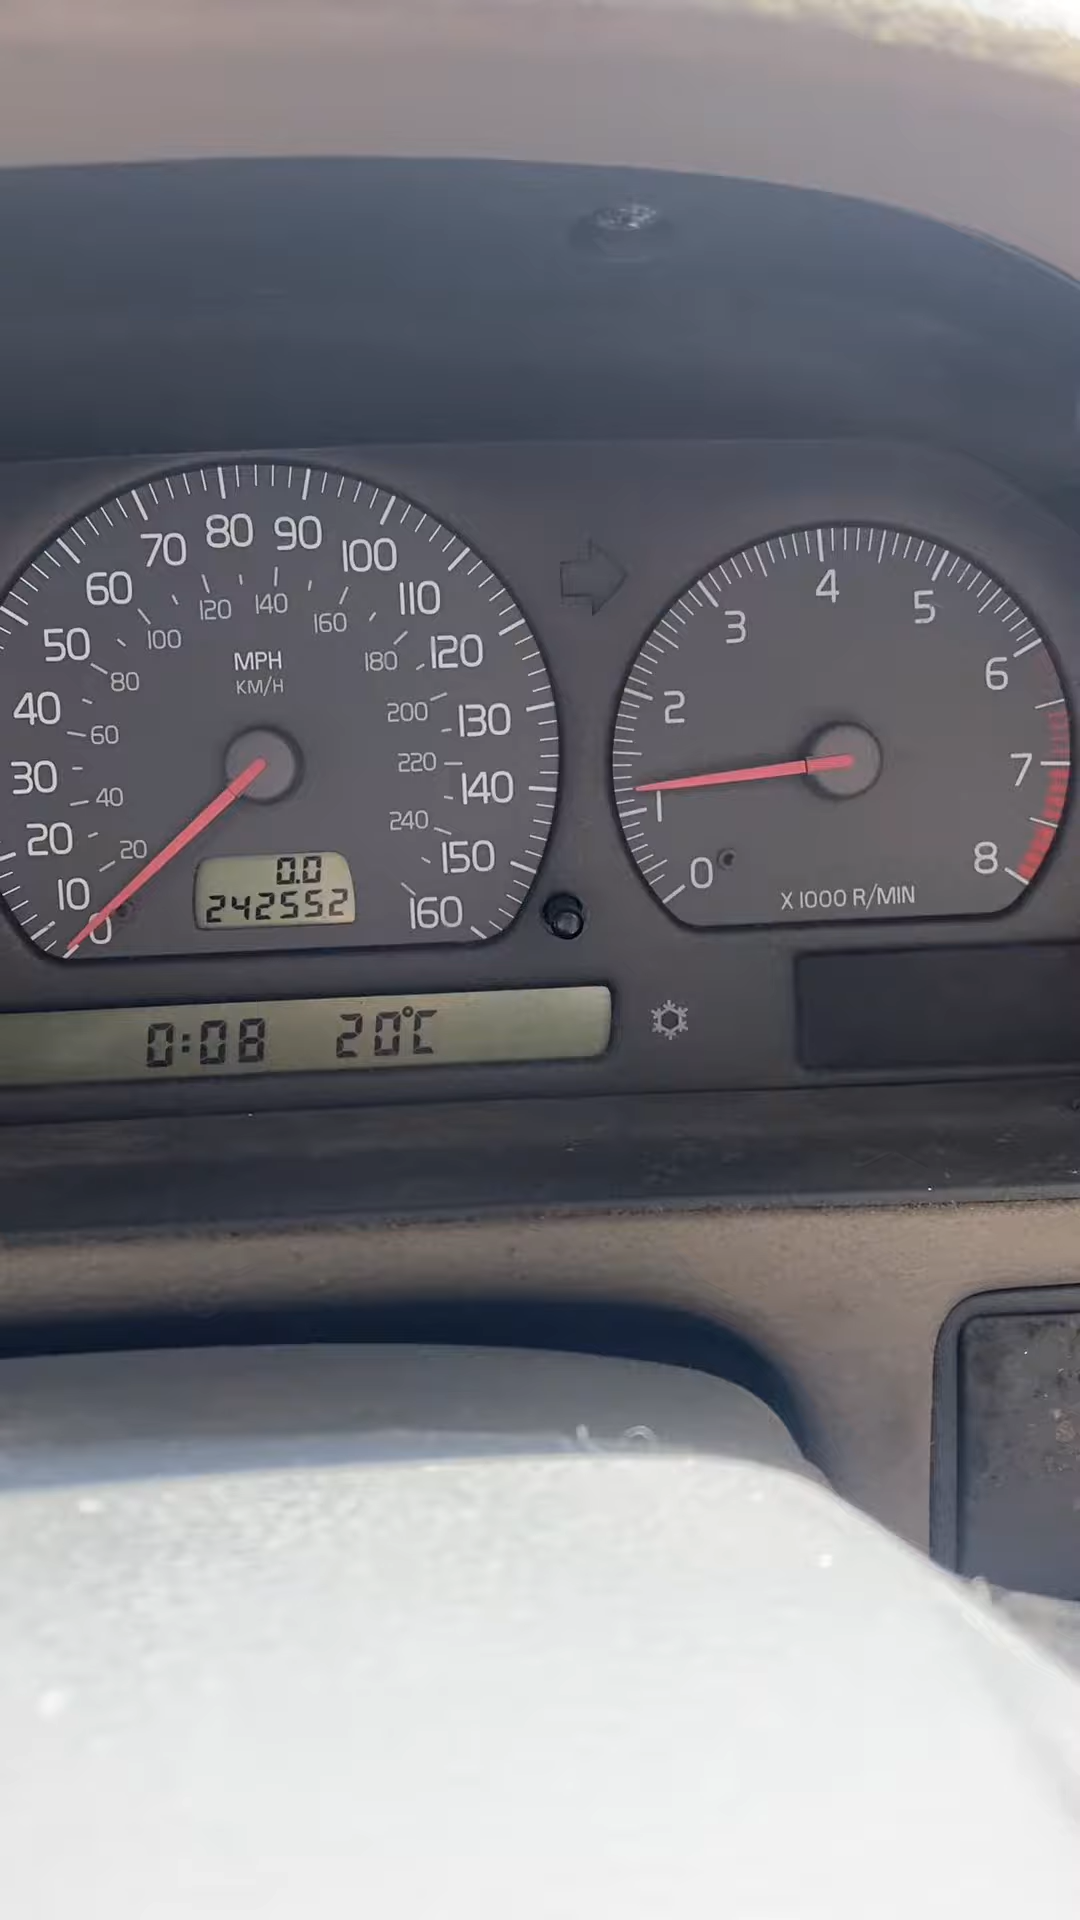 0 10 20 30 40 50 60 70 80 90 100 110 120 130 140 150 160
20 40 60 80 100 120 140 160 180 200 220 240
MPH
KM/H
0.0
242552
0:08 20°C
0 1 2 3 4 5 6 7 8
X 1000 R/MIN